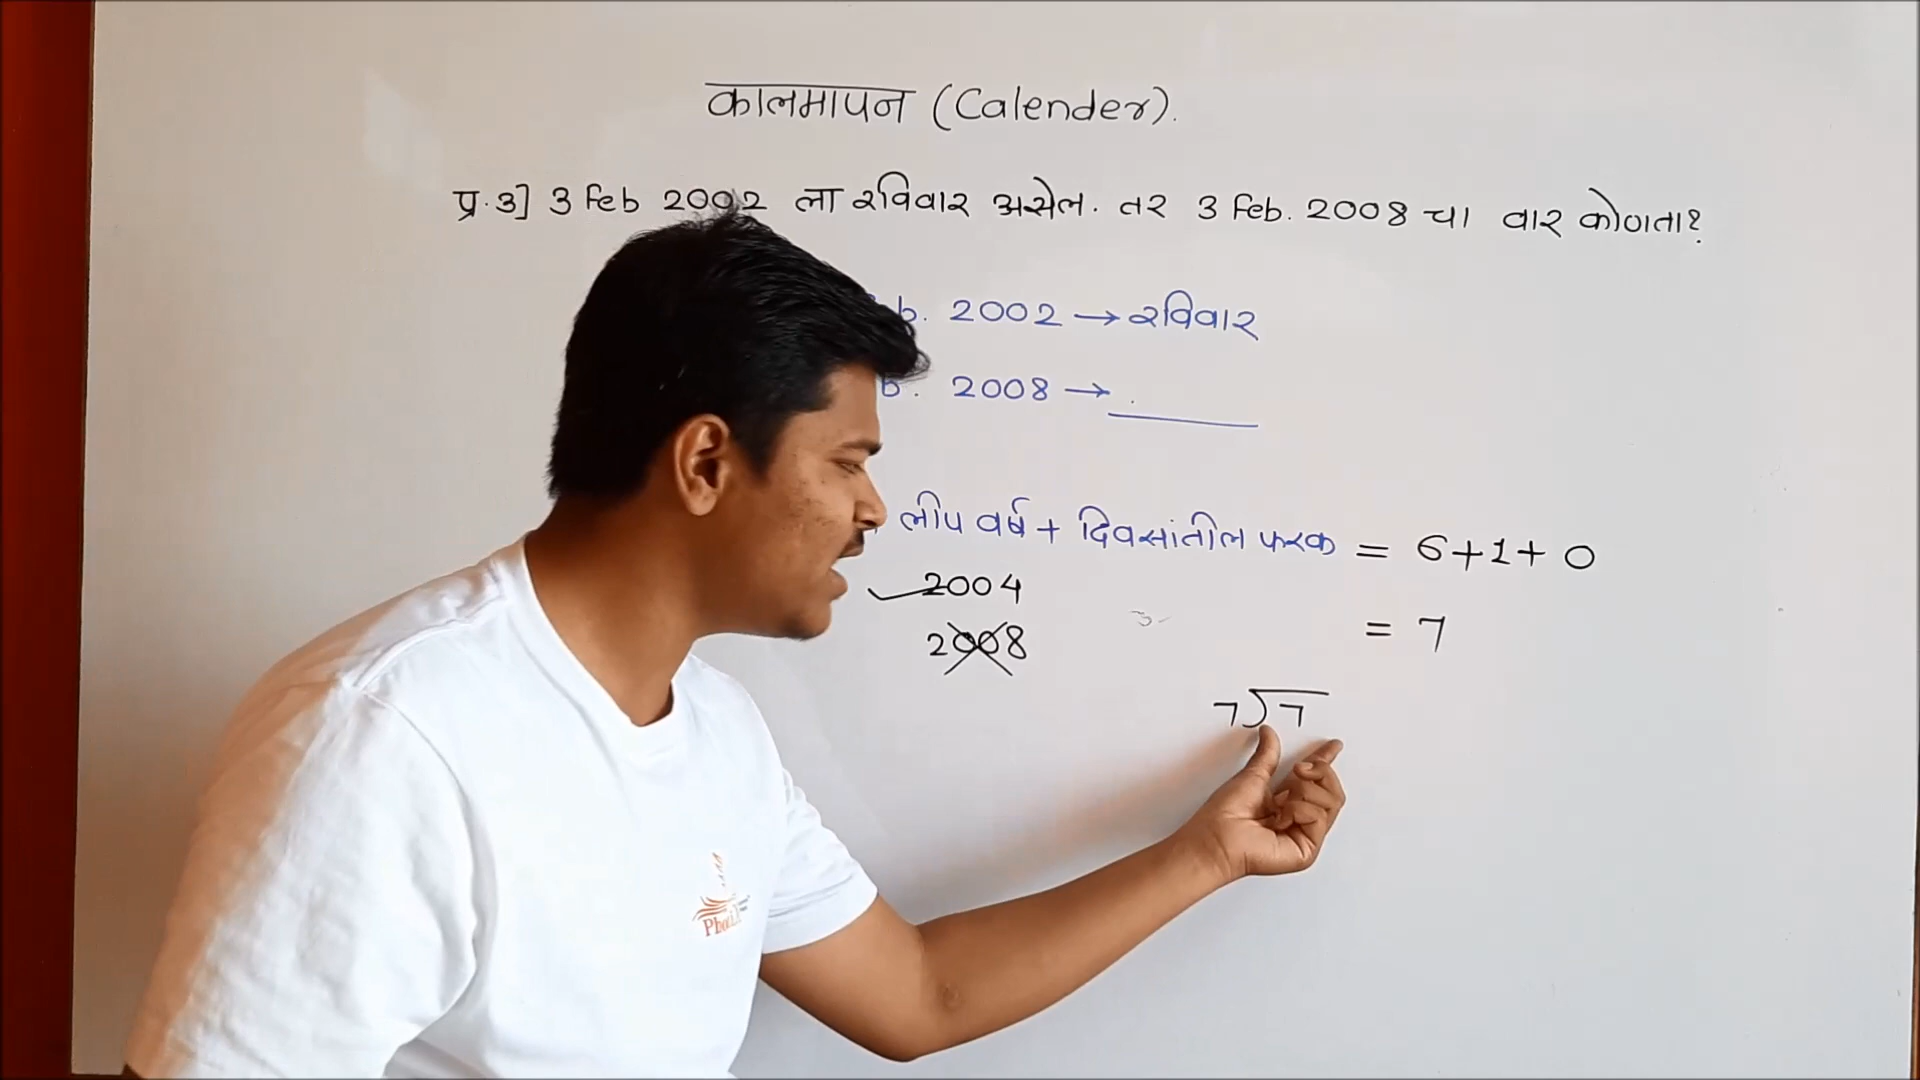 कालमापन (Calender).
प्र.3] 3 Feb 2002 ला रविवार असेल. तर 3 Feb. 2008 चा वार कोणता?
b. 2002 → रविवार
b. 2008 →
लीप वर्ष + दिवसांतील फरक = 6+1+0
2004
= 7
2008
7)7